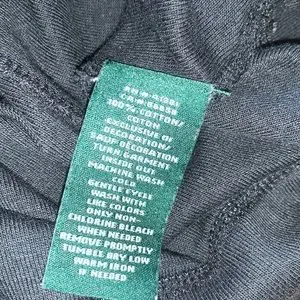 100% COTTON/
COTON
EXCLUSIVE OF
DECORATION/
SAUF DÉCORATION
TURN GARMENT
INSIDE OUT
MACHINE WASH
COLD
GENTLE CYCLE
WASH WITH
LIKE COLORS
ONLY NON-
CHLORINE BLEACH
WHEN NEEDED
REMOVE PROMPTLY
TUMBLE DRY LOW
WARM IRON
IF NEEDED